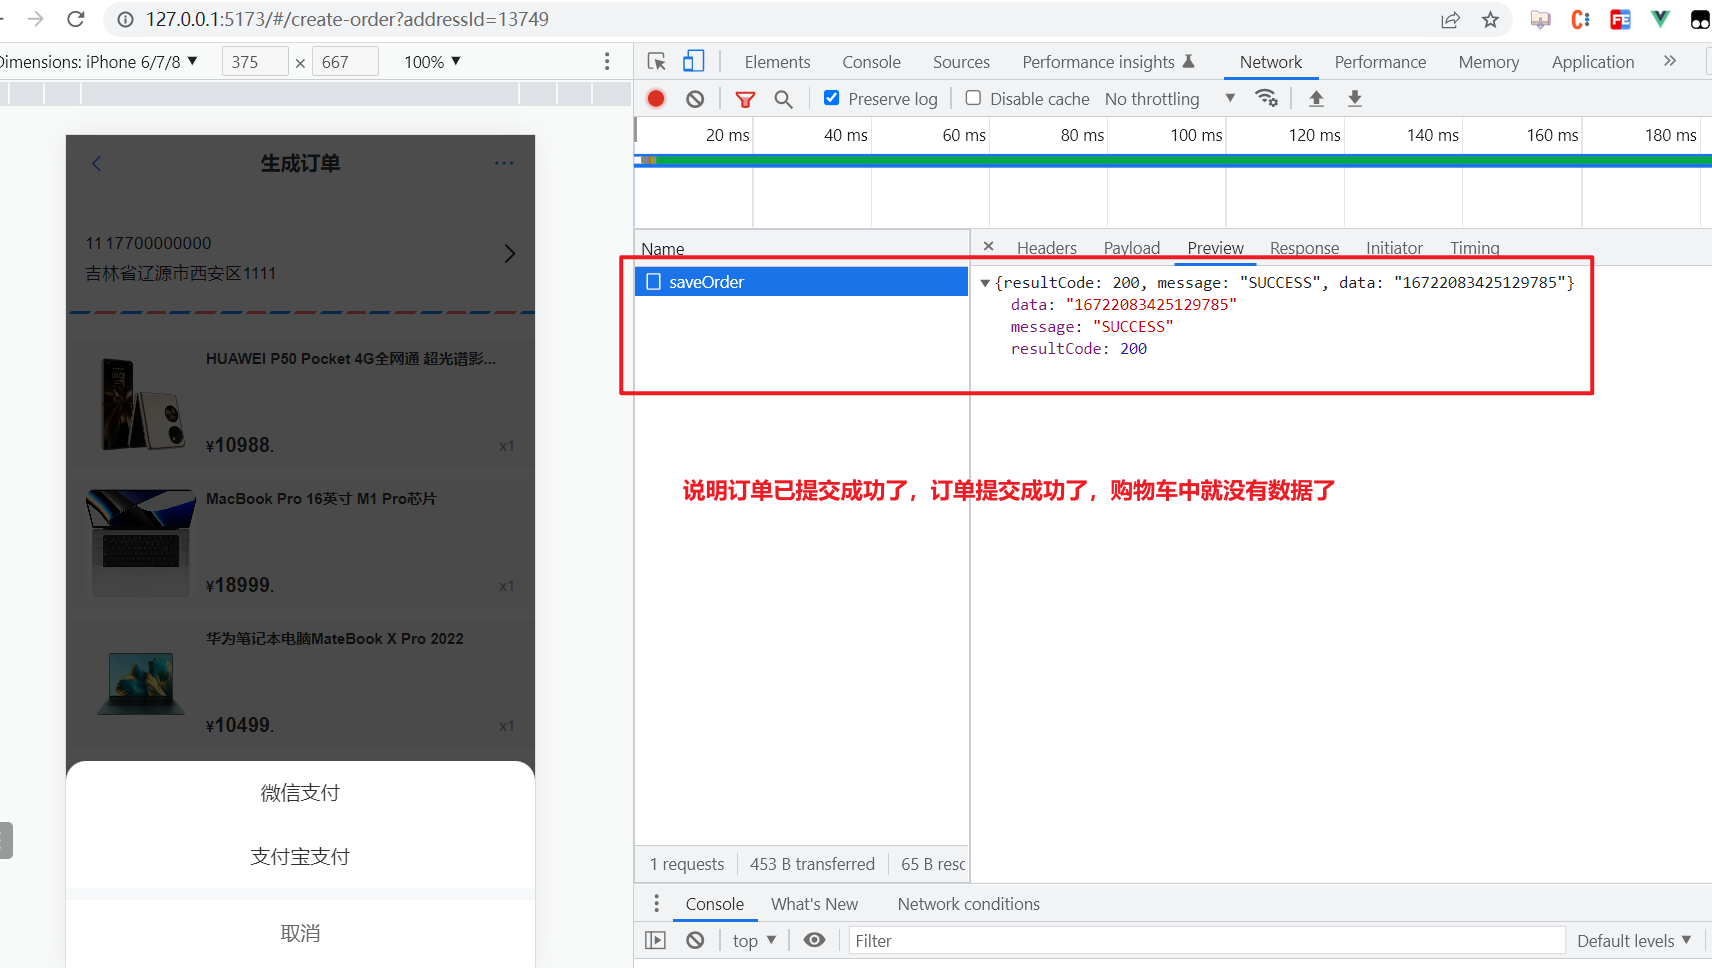 127.0.0.1:5173/#/create-order?addressId=13749
Dimensions: iPhone 6/7/8 ▼ 375 × 667 100% ▼
Elements Console Sources Performance insights Network Performance Memory Application »
Preserve log Disable cache No throttling ▼
20 ms 40 ms 60 ms 80 ms 100 ms 120 ms 140 ms 160 ms 180 ms
生成订单 ...
1117700000000
吉林省辽源市西安区1111
HUAWEI P50 Pocket 4G全网通 超光谱影...
¥10988. x1
MacBook Pro 16英寸 M1 Pro芯片
¥18999. x1
华为笔记本电脑MateBook X Pro 2022
¥10499. x1
微信支付
支付宝支付
取消
Name
saveOrder
× Headers Payload Preview Response Initiator Timing
▼{resultCode: 200, message: "SUCCESS", data: "16722083425129785"}
data: "16722083425129785"
message: "SUCCESS"
resultCode: 200
说明订单已提交成功了，订单提交成功了，购物车中就没有数据了
1 requests 453 B transferred 65 B resc
Console What's New Network conditions
top ▼ Filter Default levels ▼